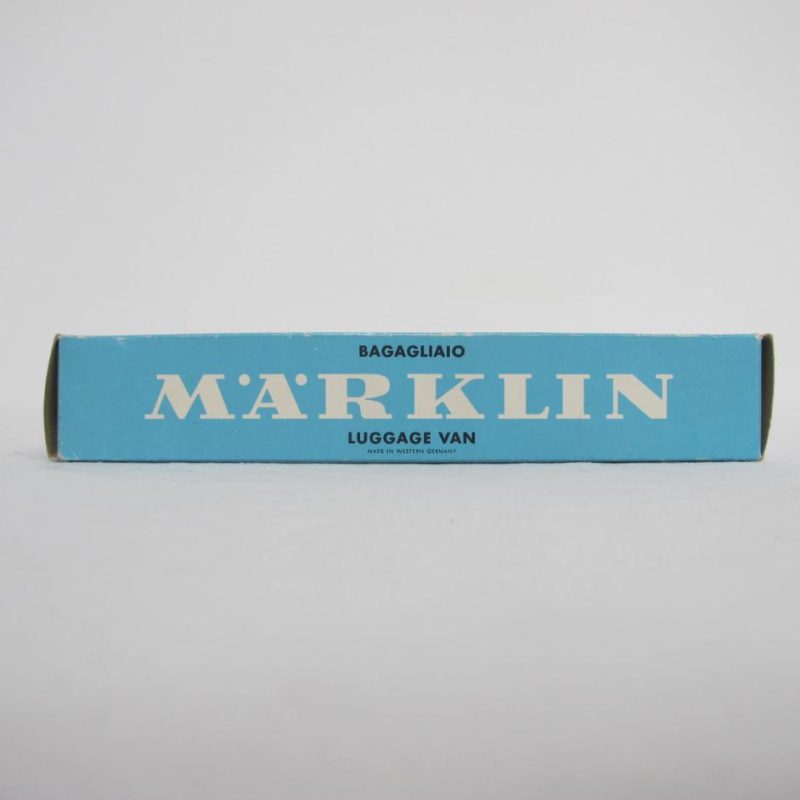 BAGAGLIAIO
MÄRKLIN
LUGGAGE VAN
MADE IN WESTERN GERMANY